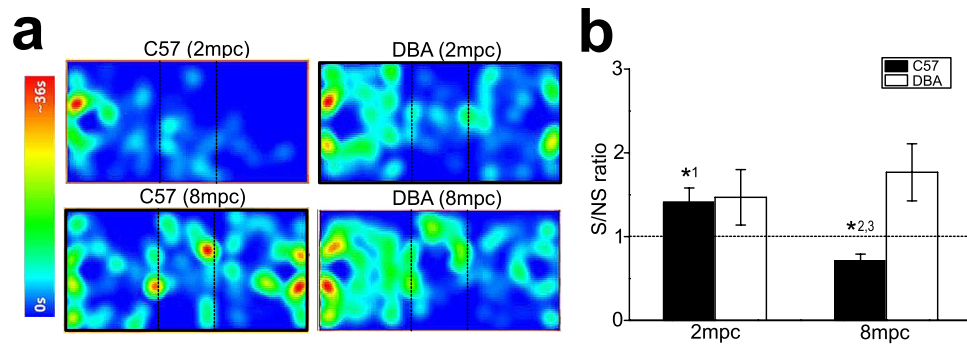 a
C57 (2mpc)
DBA (2mpc)
~36s
0s
C57 (8mpc)
DBA (8mpc)
b
C57
DBA
S/NS ratio
3
2
1
0
*1
*2,3
2mpc
8mpc